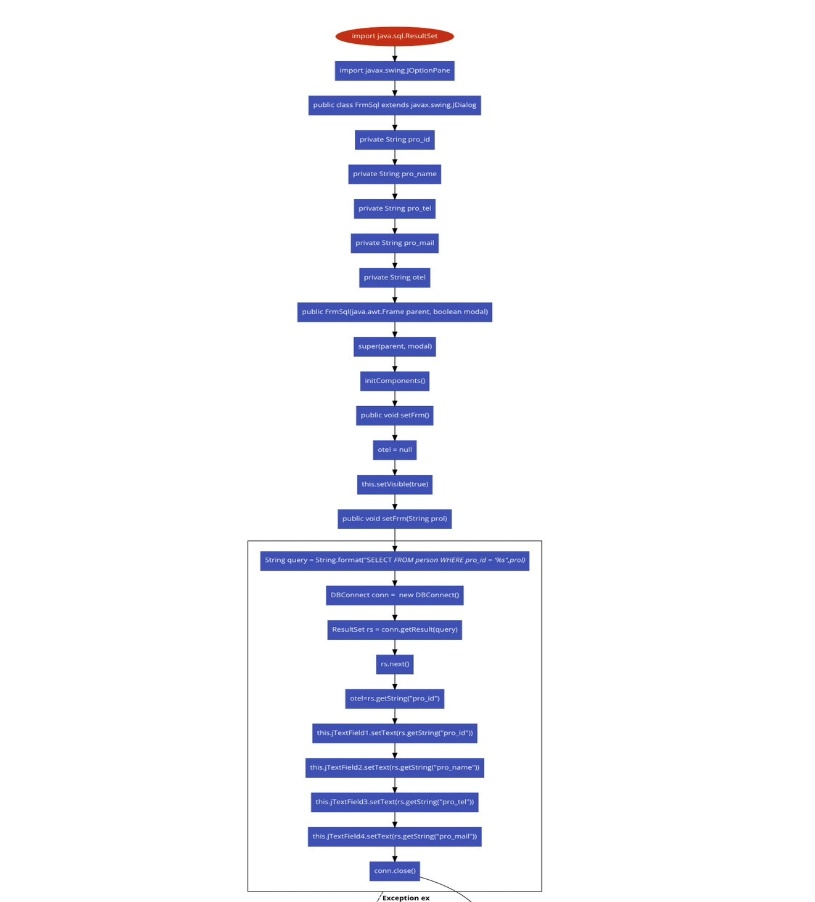 import java.sql.ResultSet
import javax.swing.JOptionPane
public class FrmSql extends javax.swing.JDialog
private String pro_id
private String pro_name
private String pro_tel
private String pro_mail
private String otel
public FrmSql(java.awt.Frame parent, boolean modal)
super(parent, modal)
initComponents()
public void setFrm()
otel = null
this.setVisible(true)
public void setFrm(String proI)
String query = String.format("SELECT FROM person WHERE pro_id = '%s'",proI)
DBConnect conn = new DBConnect()
ResultSet rs = conn.getResult(query)
rs.next()
otel=rs.getString("pro_id")
this.jTextField1.setText(rs.getString("pro_id"))
this.jTextField2.setText(rs.getString("pro_name"))
this.jTextField3.setText(rs.getString("pro_tel"))
this.jTextField4.setText(rs.getString("pro_mail"))
conn.close()
Exception ex